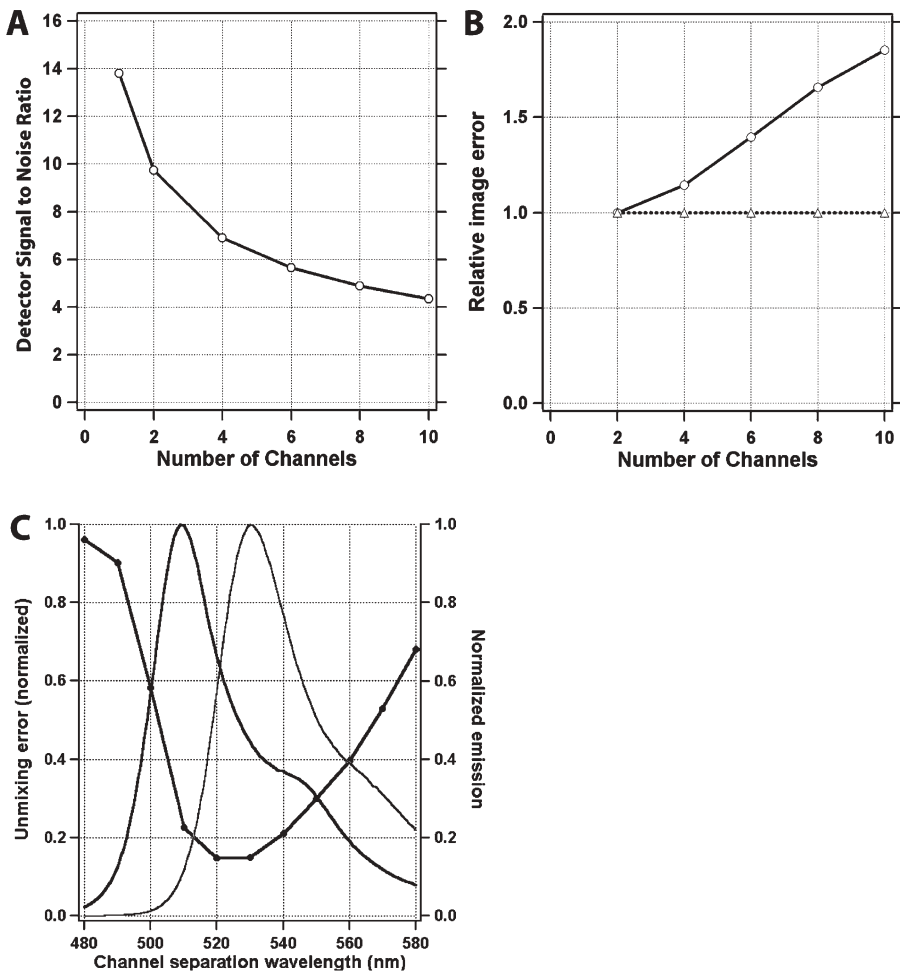 A
Detector Signal to Noise Ratio
16
14
12
10
8
6
4
2
0
0 2 4 6 8 10
Number of Channels
B
Relative image error
2.0
1.5
1.0
0.5
0.0
0 2 4 6 8 10
Number of Channels
C
Unmixing error (normalized)
1.0
0.8
0.6
0.4
0.2
0.0
1.0
0.8
0.6
0.4
0.2
0.0
Normalized emission
480 500 520 540 560 580
Channel separation wavelength (nm)